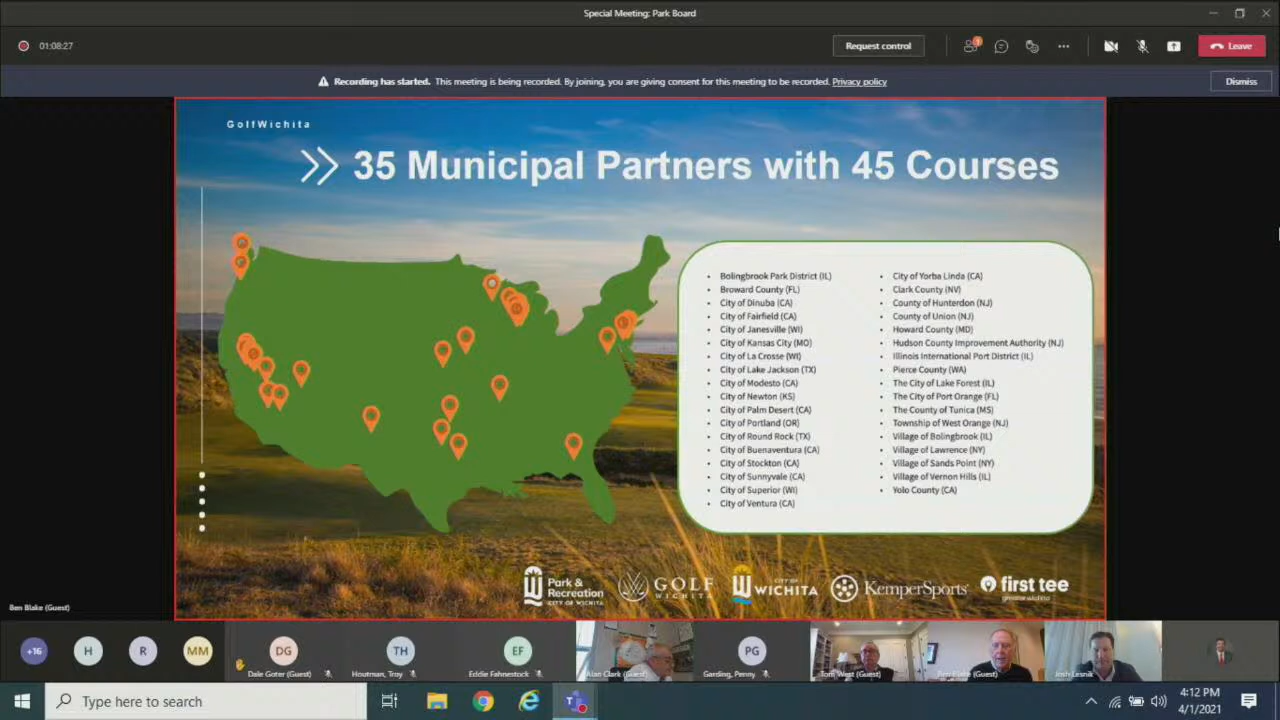 Special Meeting: Park Board
01:08:27
Request control
1
Leave
Recording has started. This meeting is being recorded. By joining, you are giving consent for this meeting to be recorded. Privacy policy
Dismiss
GolfWichita
35 Municipal Partners with 45 Courses
• Bolingbrook Park District (IL)
• Broward County (FL)
• City of Dinuba (CA)
• City of Fairfield (CA)
• City of Janesville (WI)
• City of Kansas City (MO)
• City of La Crosse (WI)
• City of Lake Jackson (TX)
• City of Modesto (CA)
• City of Newton (KS)
• City of Palm Desert (CA)
• City of Portland (OR)
• City of Round Rock (TX)
• City of Buenaventura (CA)
• City of Stockton (CA)
• City of Sunnyvale (CA)
• City of Superior (WI)
• City of Ventura (CA)
• City of Yorba Linda (CA)
• Clark County (NV)
• County of Hunterdon (NJ)
• County of Union (NJ)
• Howard County (MD)
• Hudson County Improvement Authority (NJ)
• Illinois International Port District (IL)
• Pierce County (WA)
• The City of Lake Forest (IL)
• The City of Port Orange (FL)
• The County of Tunica (MS)
• Township of West Orange (NJ)
• Village of Bolingbrook (IL)
• Village of Lawrence (NY)
• Village of Sands Point (NY)
• Village of Vernon Hills (IL)
• Yolo County (CA)
Park &
Recreation
CITY OF WICHITA
GOLF
WICHITA
CITY OF
WICHITA
KemperSports
first tee
greater wichita
Ben Blake (Guest)
+16
H
R
MM
DG
Dale Goter (Guest)
TH
Houtman, Troy
EF
Eddie Fahnestock
Alan Clark (Guest)
PG
Garding, Penny
Tom West (Guest)
Ben Blake (Guest)
Josh Lesnik
Type here to search
4:12 PM
4/1/2021